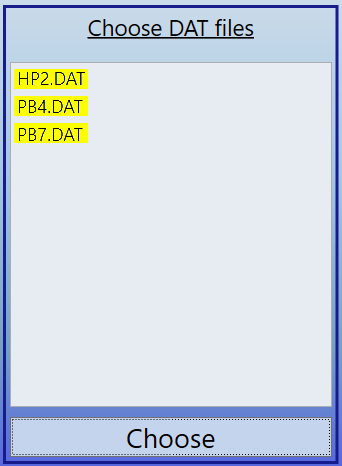 Choose DAT files
HP2.DAT
PB4.DAT
PB7.DAT
Choose